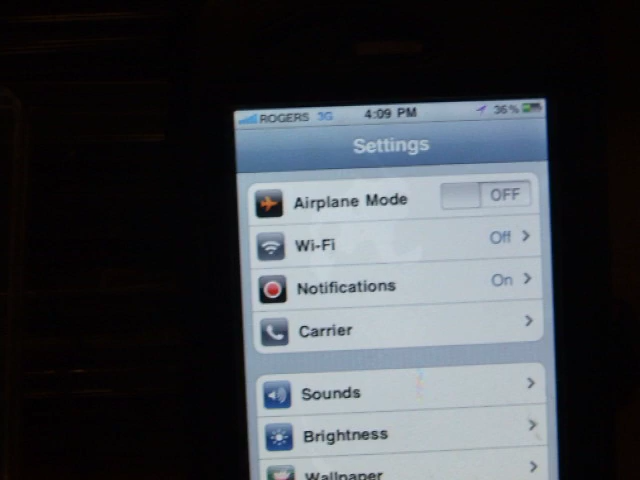 ROGERS 3G 4:09 PM 36%
Settings
Airplane Mode OFF
Wi-Fi Off
Notifications On
Carrier
Sounds
Brightness
Wallpaper